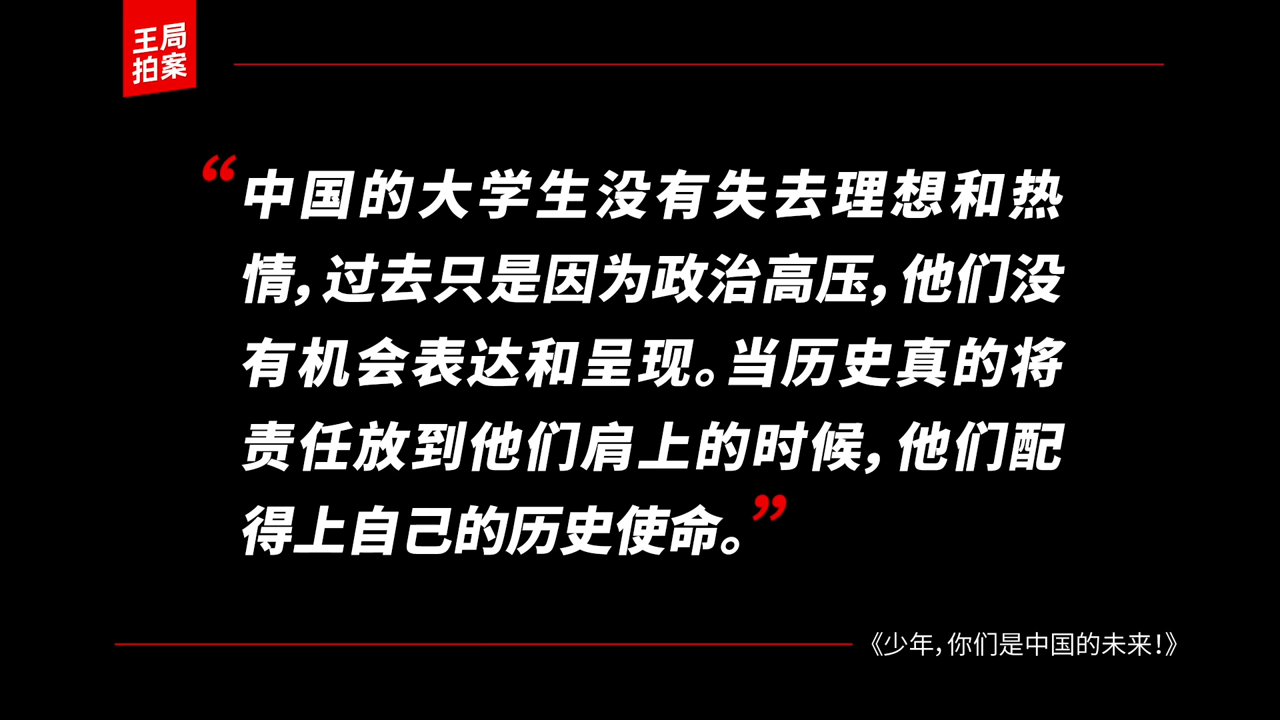 王局
拍案
“中国的大学生没有失去理想和热
情，过去只是因为政治高压，他们没
有机会表达和呈现。当历史真的将
责任放到他们肩上的时候，他们配
得上自己的历史使命。”
《少年，你们是中国的未来！》